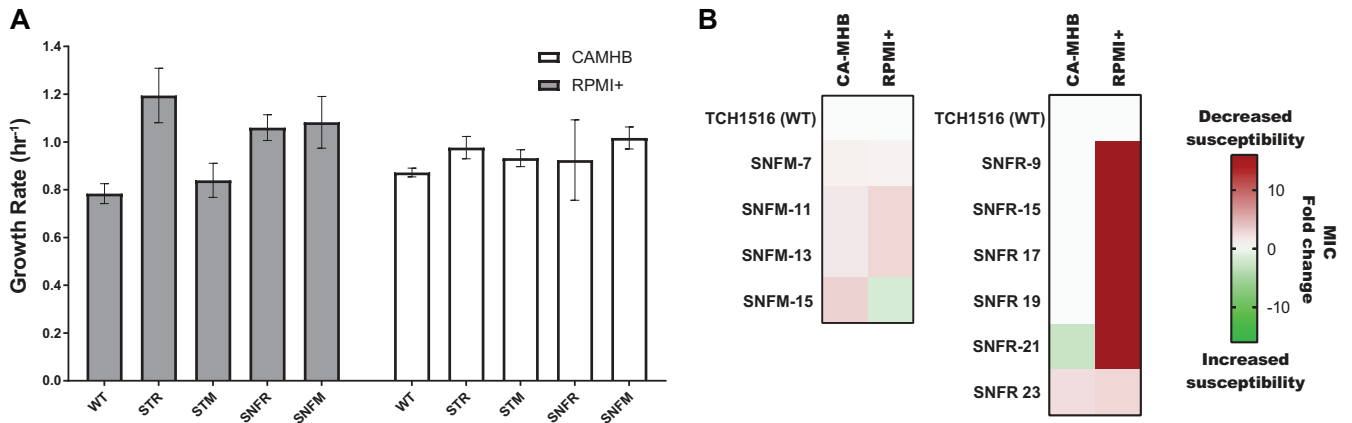 A
Growth Rate (hr-1)
1.4
1.2
1.0
0.8
0.6
0.4
0.2
0.0
CAMHB
RPMI+
WT
STR
STM
SNFR
SNFM
WT
STR
STM
SNFR
SNFM
B
CA-MHB
RPMI+
TCH1516 (WT)
SNFM-7
SNFM-11
SNFM-13
SNFM-15
CA-MHB
RPMI+
TCH1516 (WT)
SNFR-9
SNFR-15
SNFR 17
SNFR 19
SNFR-21
SNFR 23
Decreased
susceptibility
10
0
-10
MIC
Fold change
Increased
susceptibility